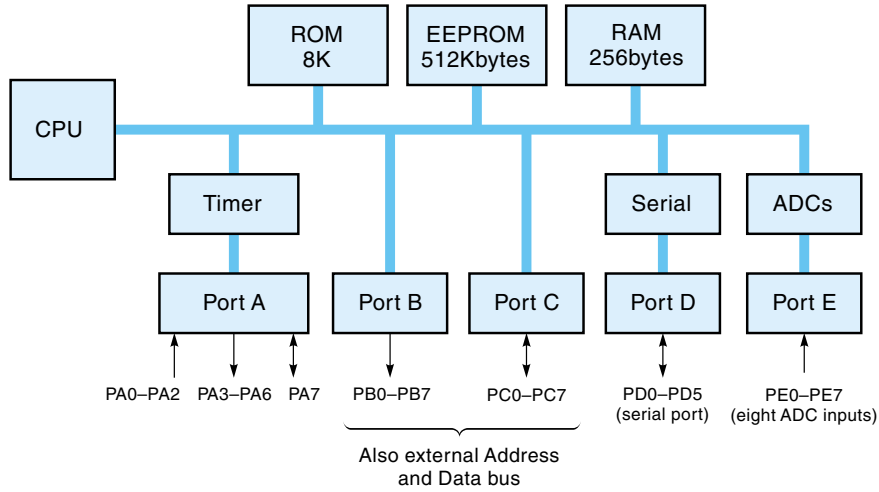 ROM
8K
EEPROM
512Kbytes
RAM
256bytes
CPU
Timer
Serial
ADCs
Port A
Port B
Port C
Port D
Port E
PA0–PA2
PA3–PA6
PA7
PB0–PB7
PC0–PC7
PD0–PD5
(serial port)
PE0–PE7
(eight ADC inputs)
Also external Address
and Data bus